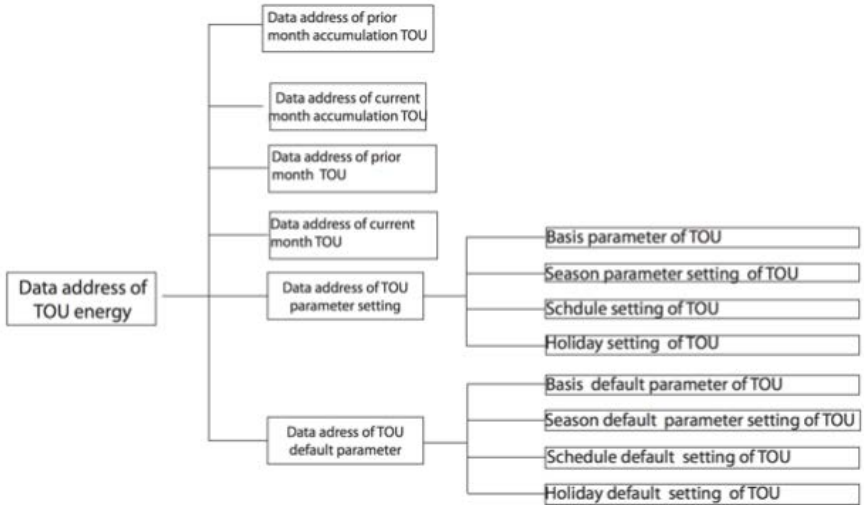 Data address of prior
month accumulation TOU
Data address of current
month accumulation TOU
Data address of prior
month TOU
Data address of current
month TOU
Data address of
TOU energy
Data address of TOU
parameter setting
Basis parameter of TOU
Season parameter setting of TOU
Schdule setting of TOU
Holiday setting of TOU
Data adress of TOU
default parameter
Basis default parameter of TOU
Season default parameter setting of TOU
Schedule default setting of TOU
Holiday default setting of TOU